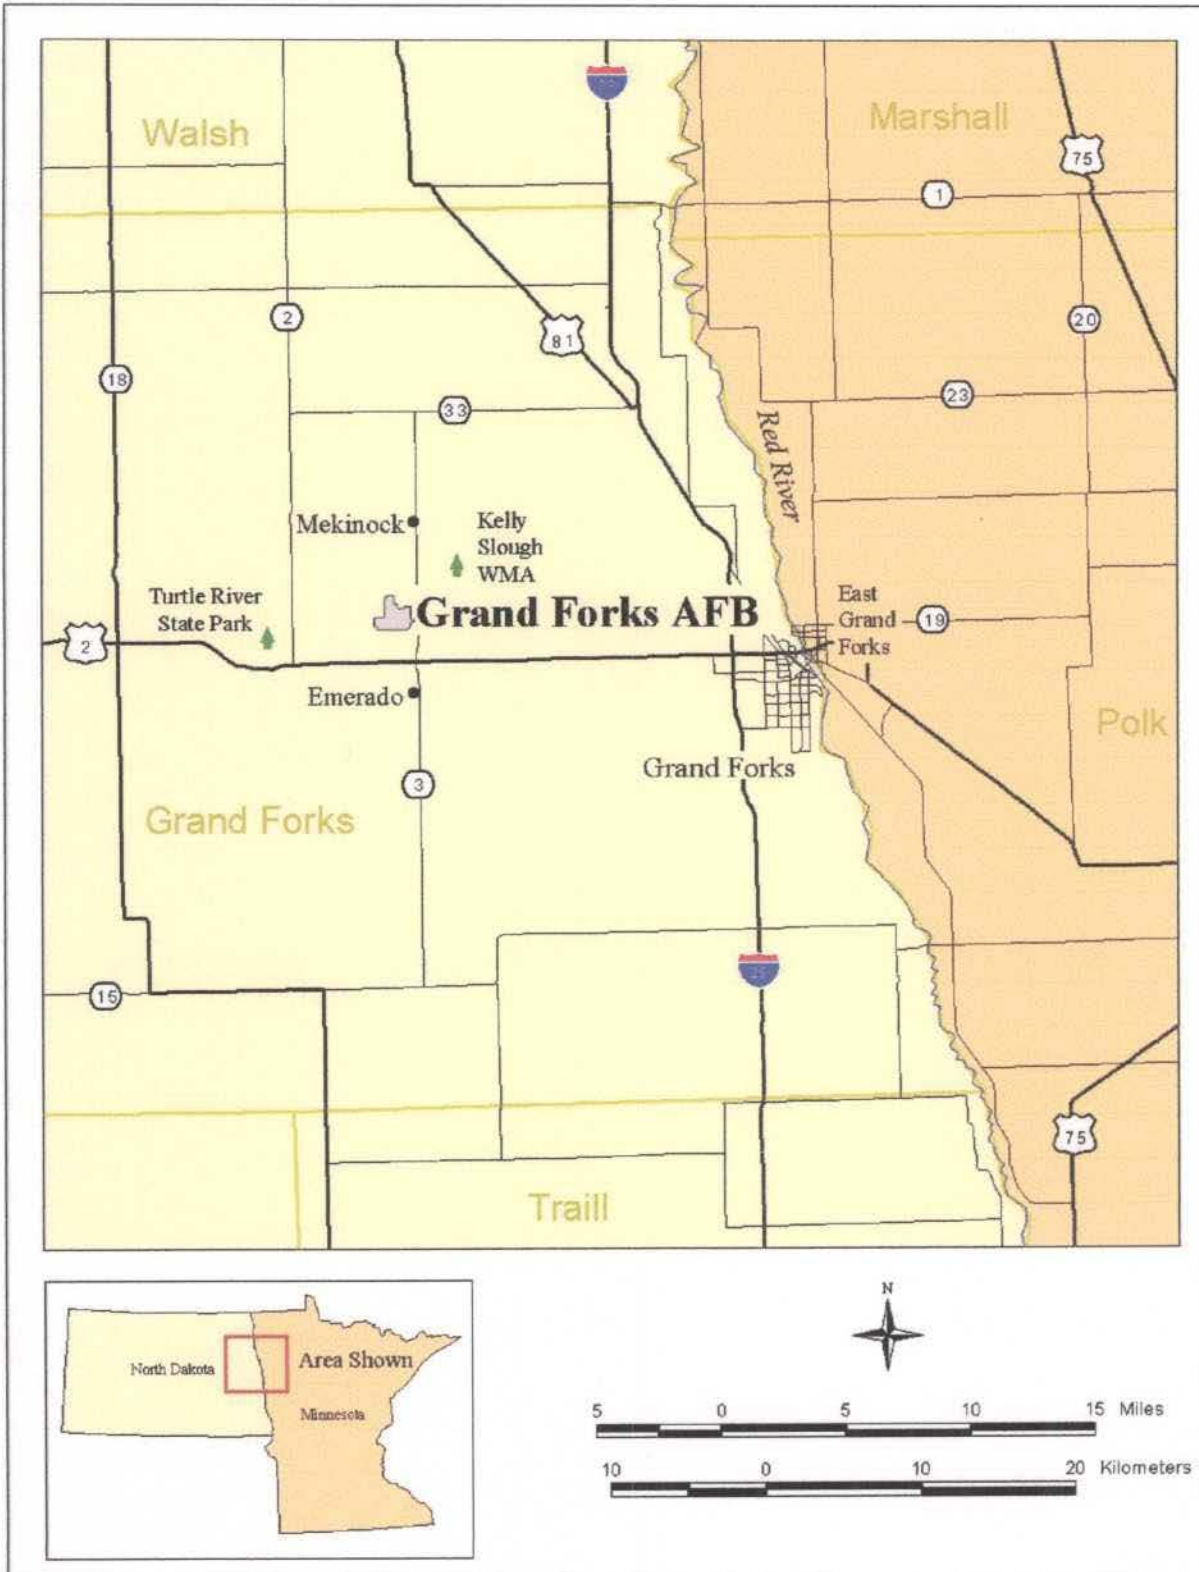 Walsh
Marshall
75
1
2
20
81
18
33
23
Red River
Mekinock
Kelly
Slough
WMA
Turtle River
State Park
Grand Forks AFB
East
Grand
Forks
19
2
Emerado
Polk
Grand Forks
3
Grand Forks
15
75
Traill
N
North Dakota
Area Shown
Minnesota
5 0 5 10 15 Miles
10 0 10 20 Kilometers